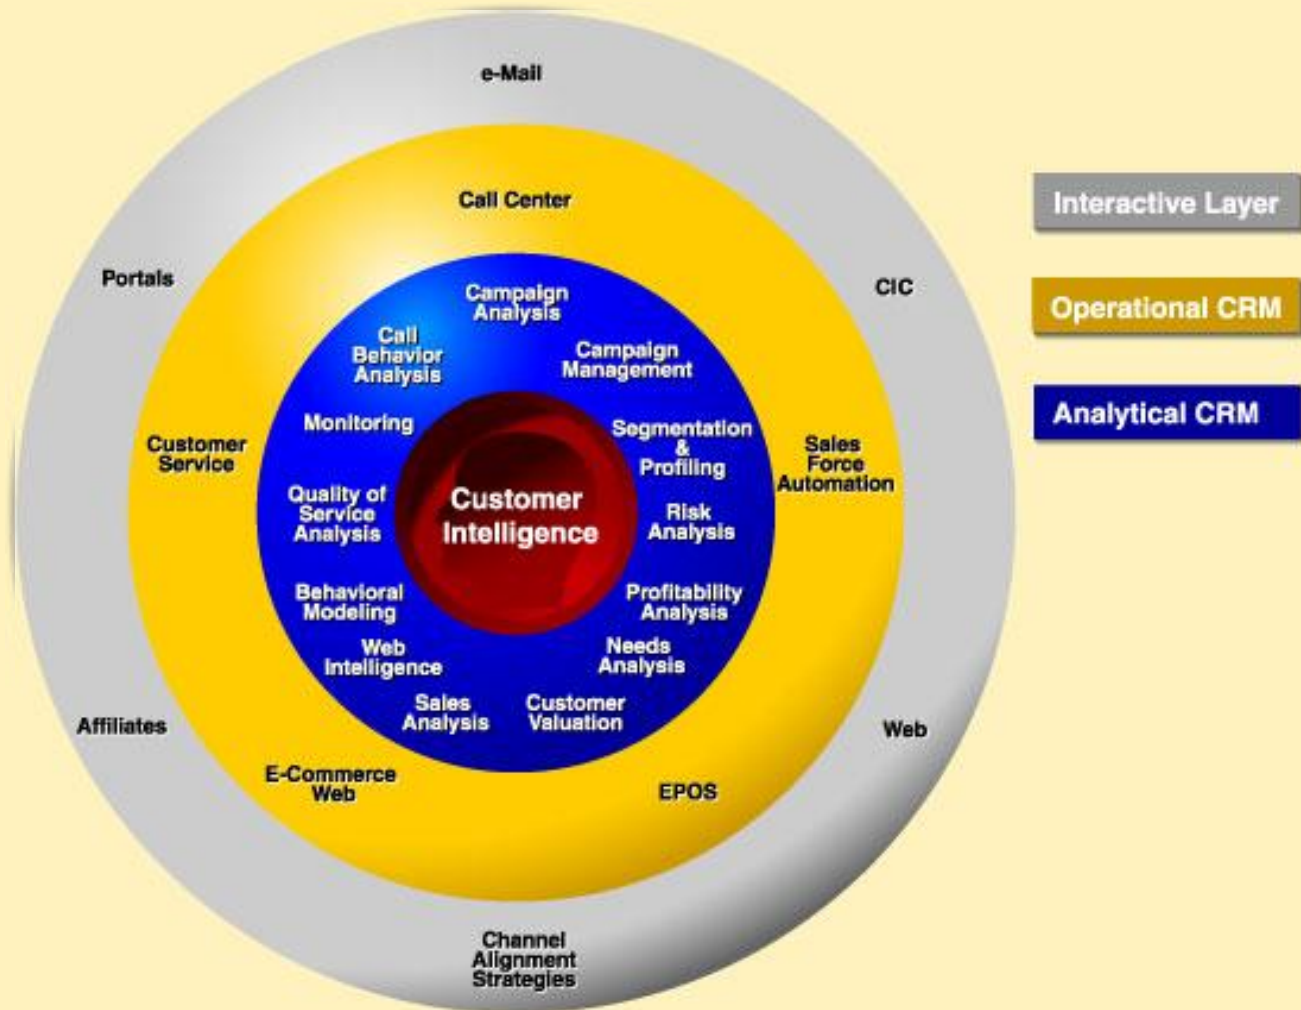 e-Mail
Call Center
Portals
CIC
Campaign
Analysis
Call
Behavior
Analysis
Campaign
Management
Monitoring
Segmentation
&
Profiling
Customer
Service
Sales
Force
Automation
Quality of
Service
Analysis
Customer
Intelligence
Risk
Analysis
Behavioral
Modeling
Profitability
Analysis
Web
Intelligence
Needs
Analysis
Sales
Analysis
Customer
Valuation
Affiliates
Web
E-Commerce
Web
EPOS
Channel
Alignment
Strategies
Interactive Layer
Operational CRM
Analytical CRM